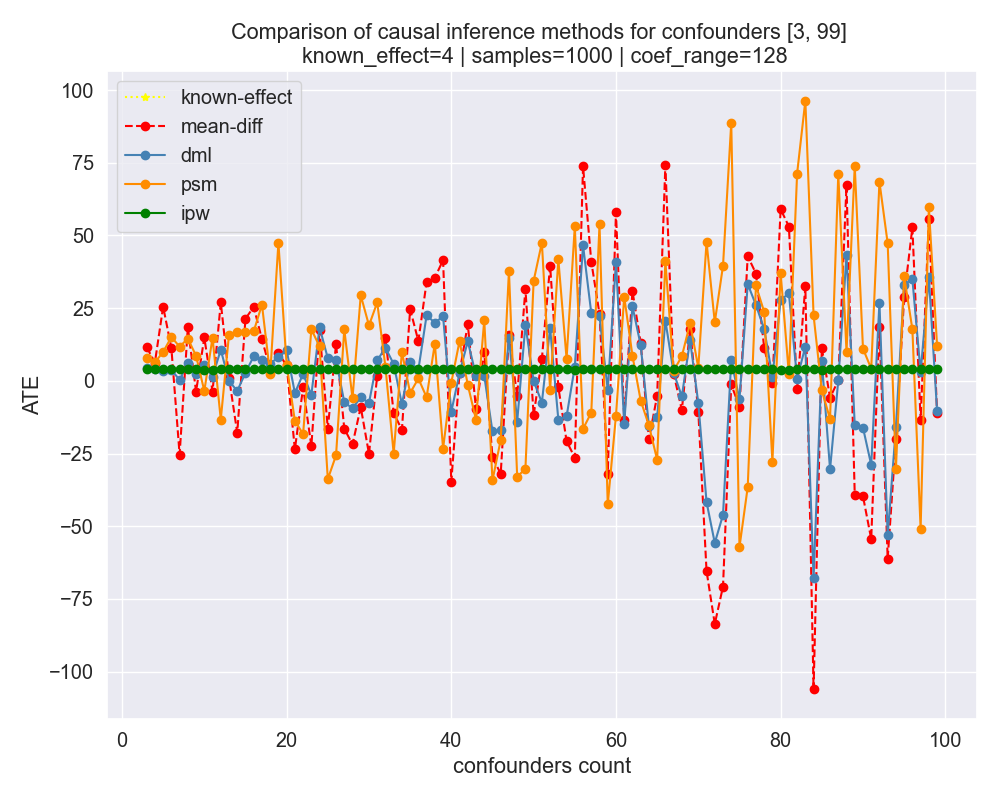 Comparison of causal inference methods for confounders [3, 99]
known_effect=4 | samples=1000 | coef_range=128
known-effect
mean-diff
dml
psm
ipw
ATE
100
75
50
25
0
−25
−50
−75
−100
0 20 40 60 80 100
confounders count